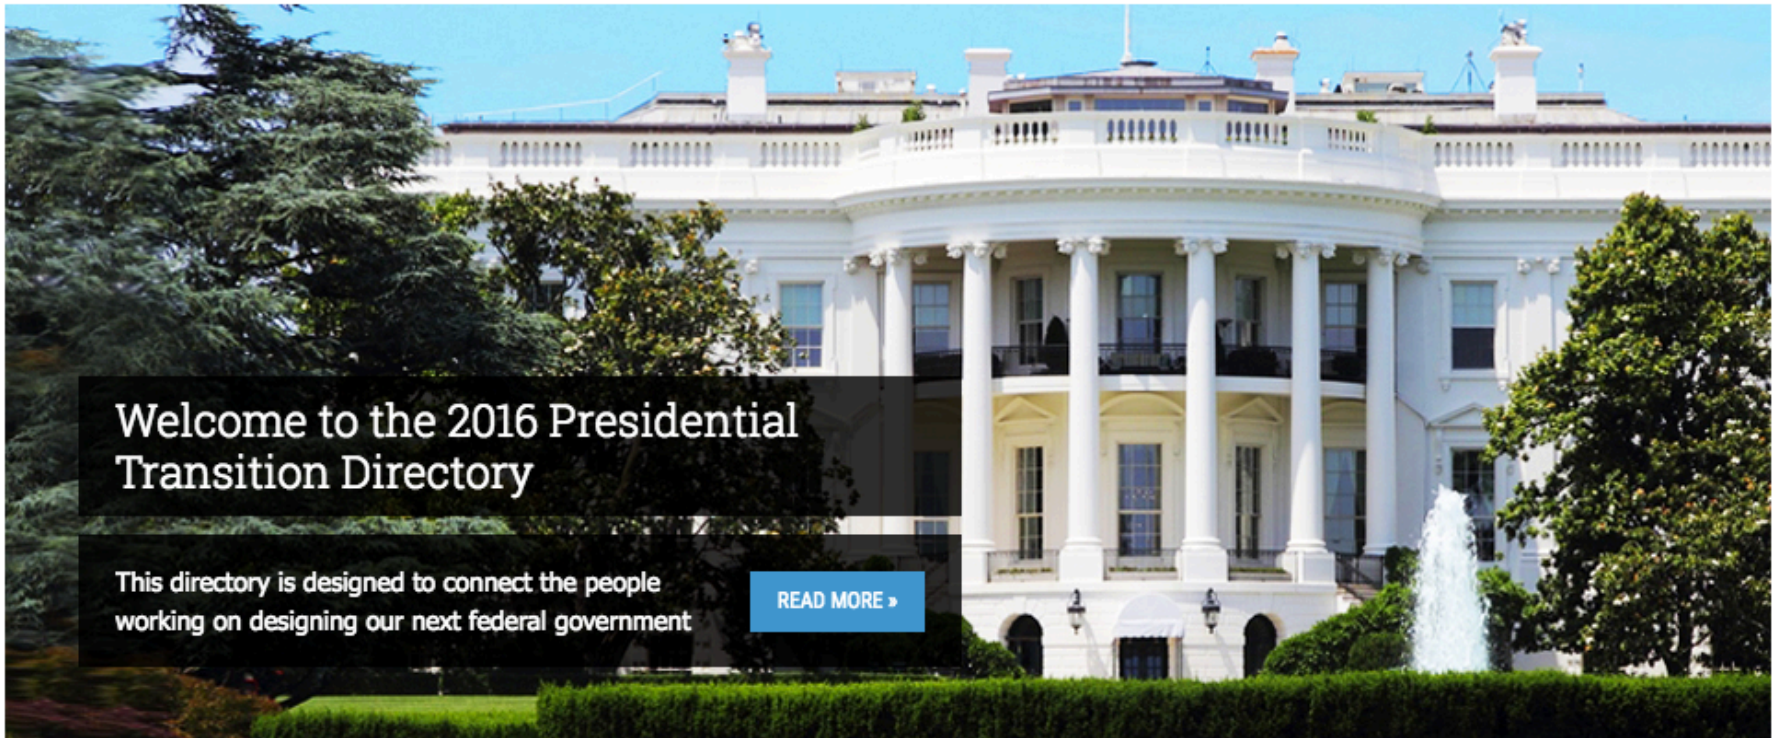 Welcome to the 2016 Presidential
Transition Directory
This directory is designed to connect the people
working on designing our next federal government
READ MORE »